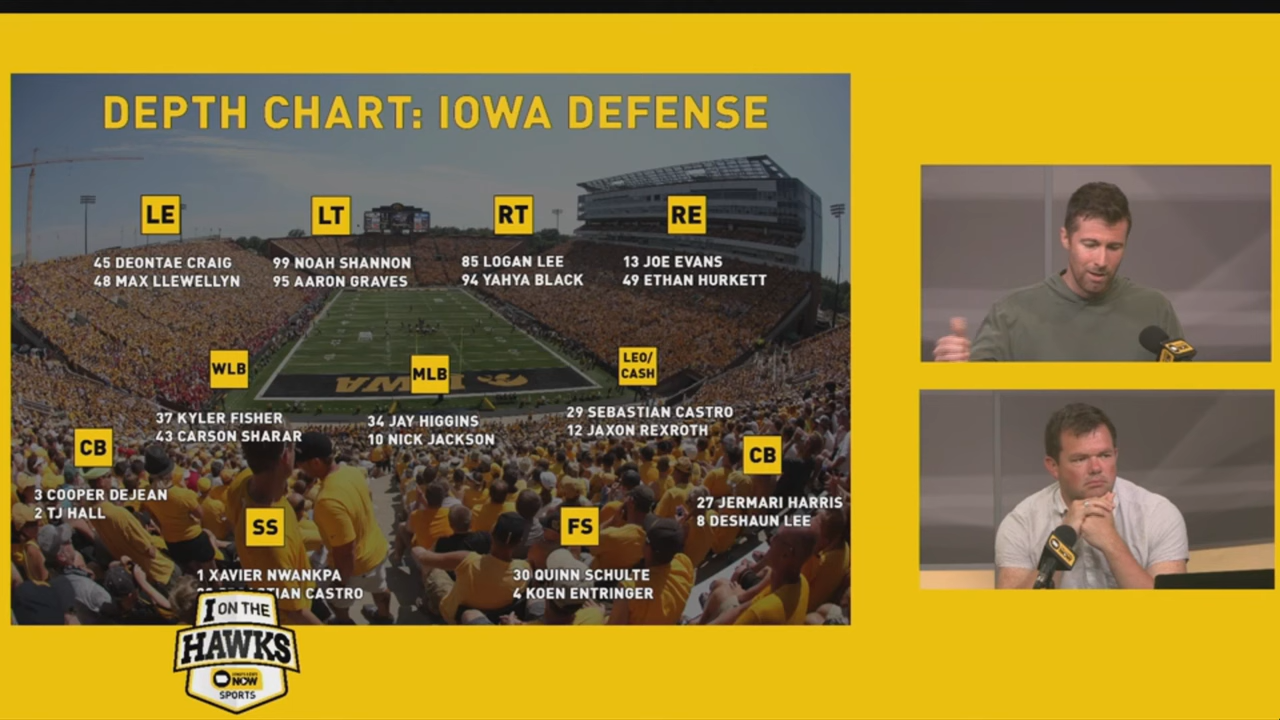 DEPTH CHART: IOWA DEFENSE
LE
45 DEONTAE CRAIG
48 MAX LLEWELLYN
LT
99 NOAH SHANNON
95 AARON GRAVES
RT
85 LOGAN LEE
94 YAHYA BLACK
RE
13 JOE EVANS
49 ETHAN HURKETT
WLB
37 KYLER FISHER
43 CARSON SHARAR
MLB
34 JAY HIGGINS
10 NICK JACKSON
LEO/
CASH
29 SEBASTIAN CASTRO
12 JAXON REXROTH
CB
3 COOPER DEJEAN
2 TJ HALL
CB
27 JERMARI HARRIS
8 DESHAUN LEE
SS
1 XAVIER NWANKPA
CASTRO
FS
30 QUINN SCHULTE
4 KOEN ENTRINGER
IOWA
I ON THE
HAWKS
NOW
SPORTS